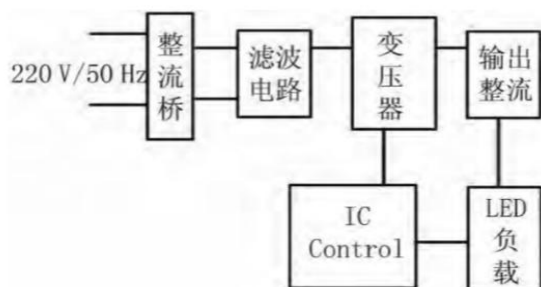 220 V/50 Hz
整
流
桥
滤波
电路
变
压
器
输出
整流
IC
Control
LED
负
载